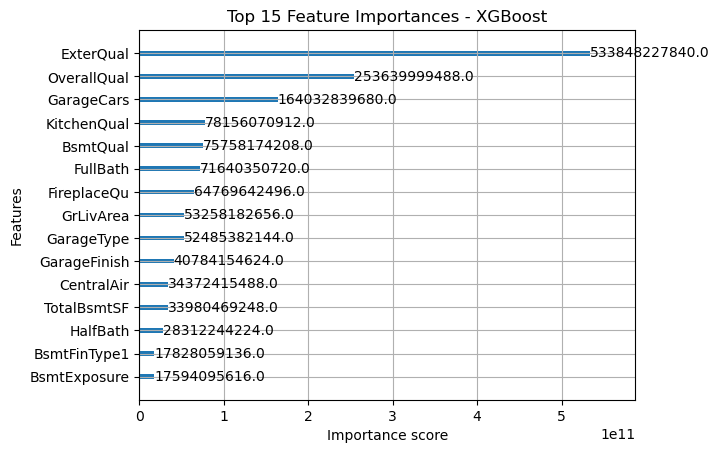 Top 15 Feature Importances - XGBoost
Features
ExterQual 533848227840.0
OverallQual 253639999488.0
GarageCars 164032839680.0
KitchenQual 78156070912.0
BsmtQual 75758174208.0
FullBath 71640350720.0
FireplaceQu 64769642496.0
GrLivArea 53258182656.0
GarageType 52485382144.0
GarageFinish 40784154624.0
CentralAir 34372415488.0
TotalBsmtSF 33980469248.0
HalfBath 28312244224.0
BsmtFinType1 17828059136.0
BsmtExposure 17594095616.0
0 1 2 3 4 5
Importance score 1e11